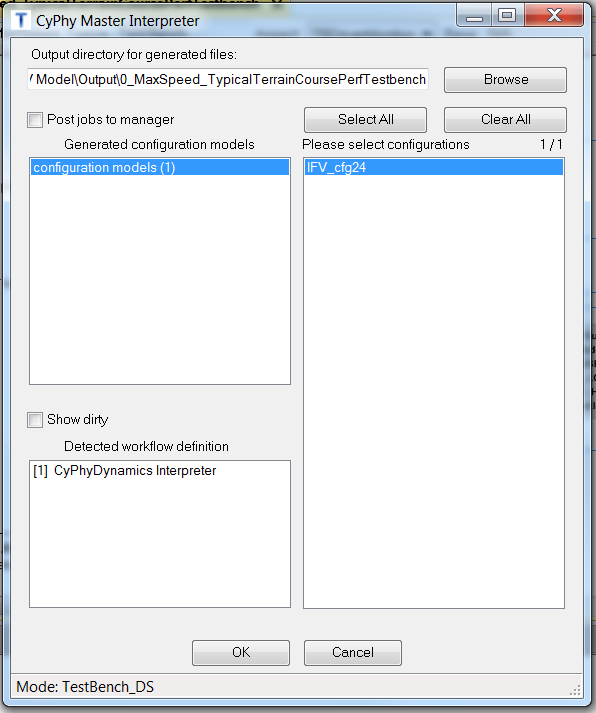 CyPhy Master Interpreter
Output directory for generated files:
Model\Output\0_MaxSpeed_TypicalTerrainCoursePerfTestbench
Browse
Post jobs to manager
Select All
Clear All
Generated configuration models
Please select configurations
1 / 1
configuration models (1)
IFV_cfg24
Show dirty
Detected workflow definition
[1] CyPhyDynamics Interpreter
OK
Cancel
Mode: TestBench_DS